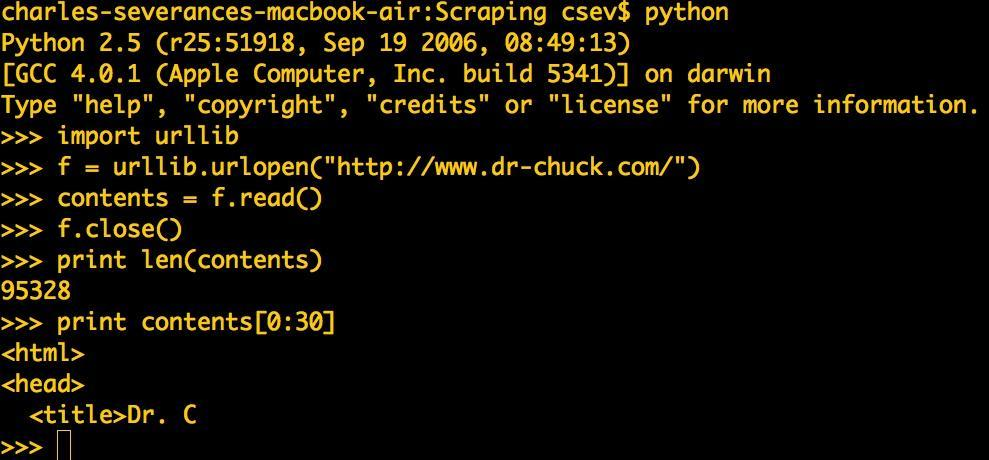 charles-severances-macbook-air:Scraping csev$ python
Python 2.5 (r25:51918, Sep 19 2006, 08:49:13)
[GCC 4.0.1 (Apple Computer, Inc. build 5341)] on darwin
Type "help", "copyright", "credits" or "license" for more information.
>>> import urllib
>>> f = urllib.urlopen("http://www.dr-chuck.com/")
>>> contents = f.read()
>>> f.close()
>>> print len(contents)
95328
>>> print contents[0:30]
<html>
<head>
  <title>Dr. C
>>>